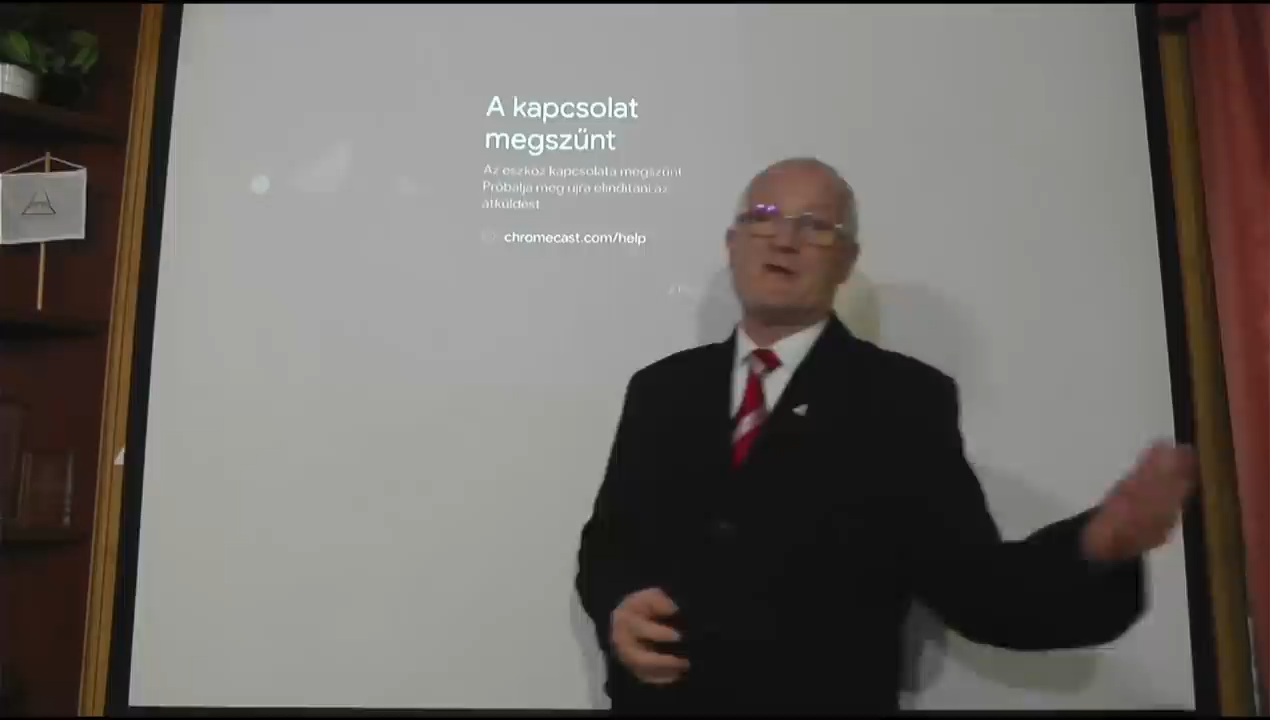 A kapcsolat
megszűnt
Az eszköz kapcsolata megszűnt.
Próbálja meg újra elindítani az
átküldést.
chromecast.com/help